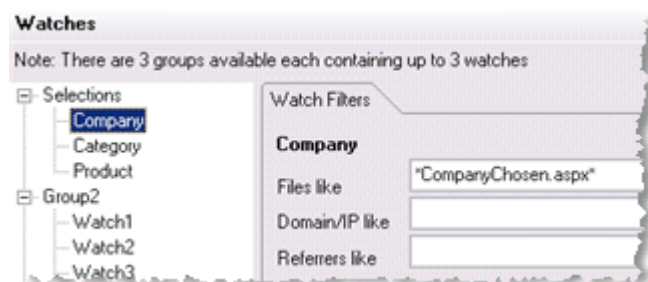 Watches
Note: There are 3 groups available each containing up to 3 watches
Selections
Company
Category
Product
Group2
Watch1
Watch2
Watch3
Watch Filters
Company
Files like
*CompanyChosen.aspx*
Domain/IP like
Referrers like